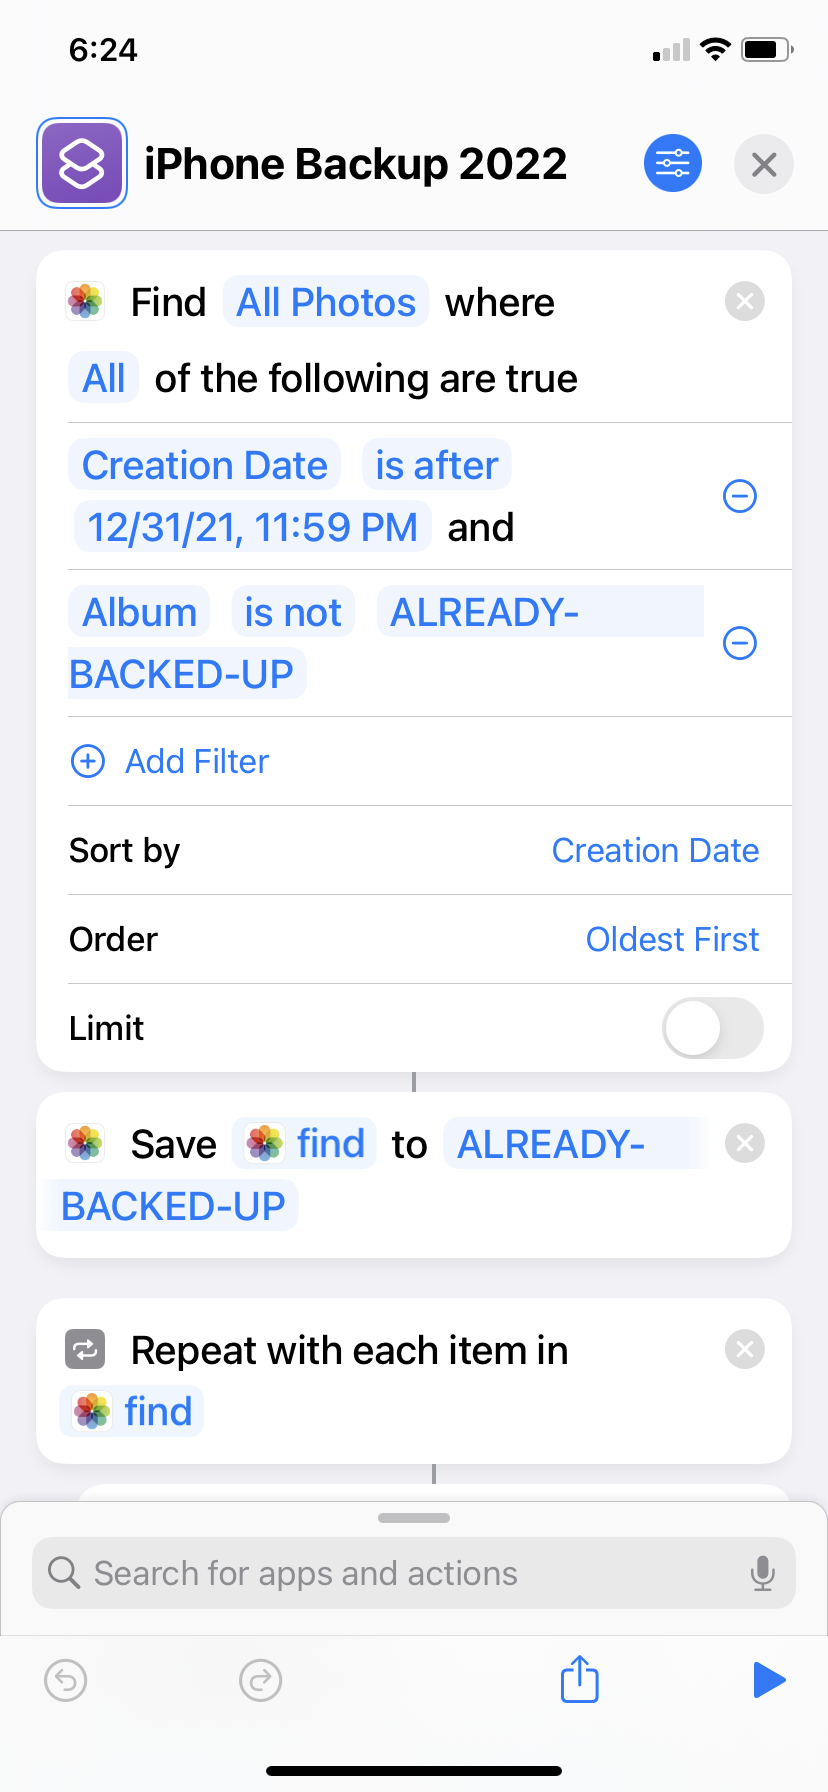 6:24
iPhone Backup 2022
Find All Photos where
All of the following are true
Creation Date is after
12/31/21, 11:59 PM and
Album is not ALREADY-
BACKED-UP
Add Filter
Sort by Creation Date
Order Oldest First
Limit
Save find to ALREADY-
BACKED-UP
Repeat with each item in
find
Search for apps and actions